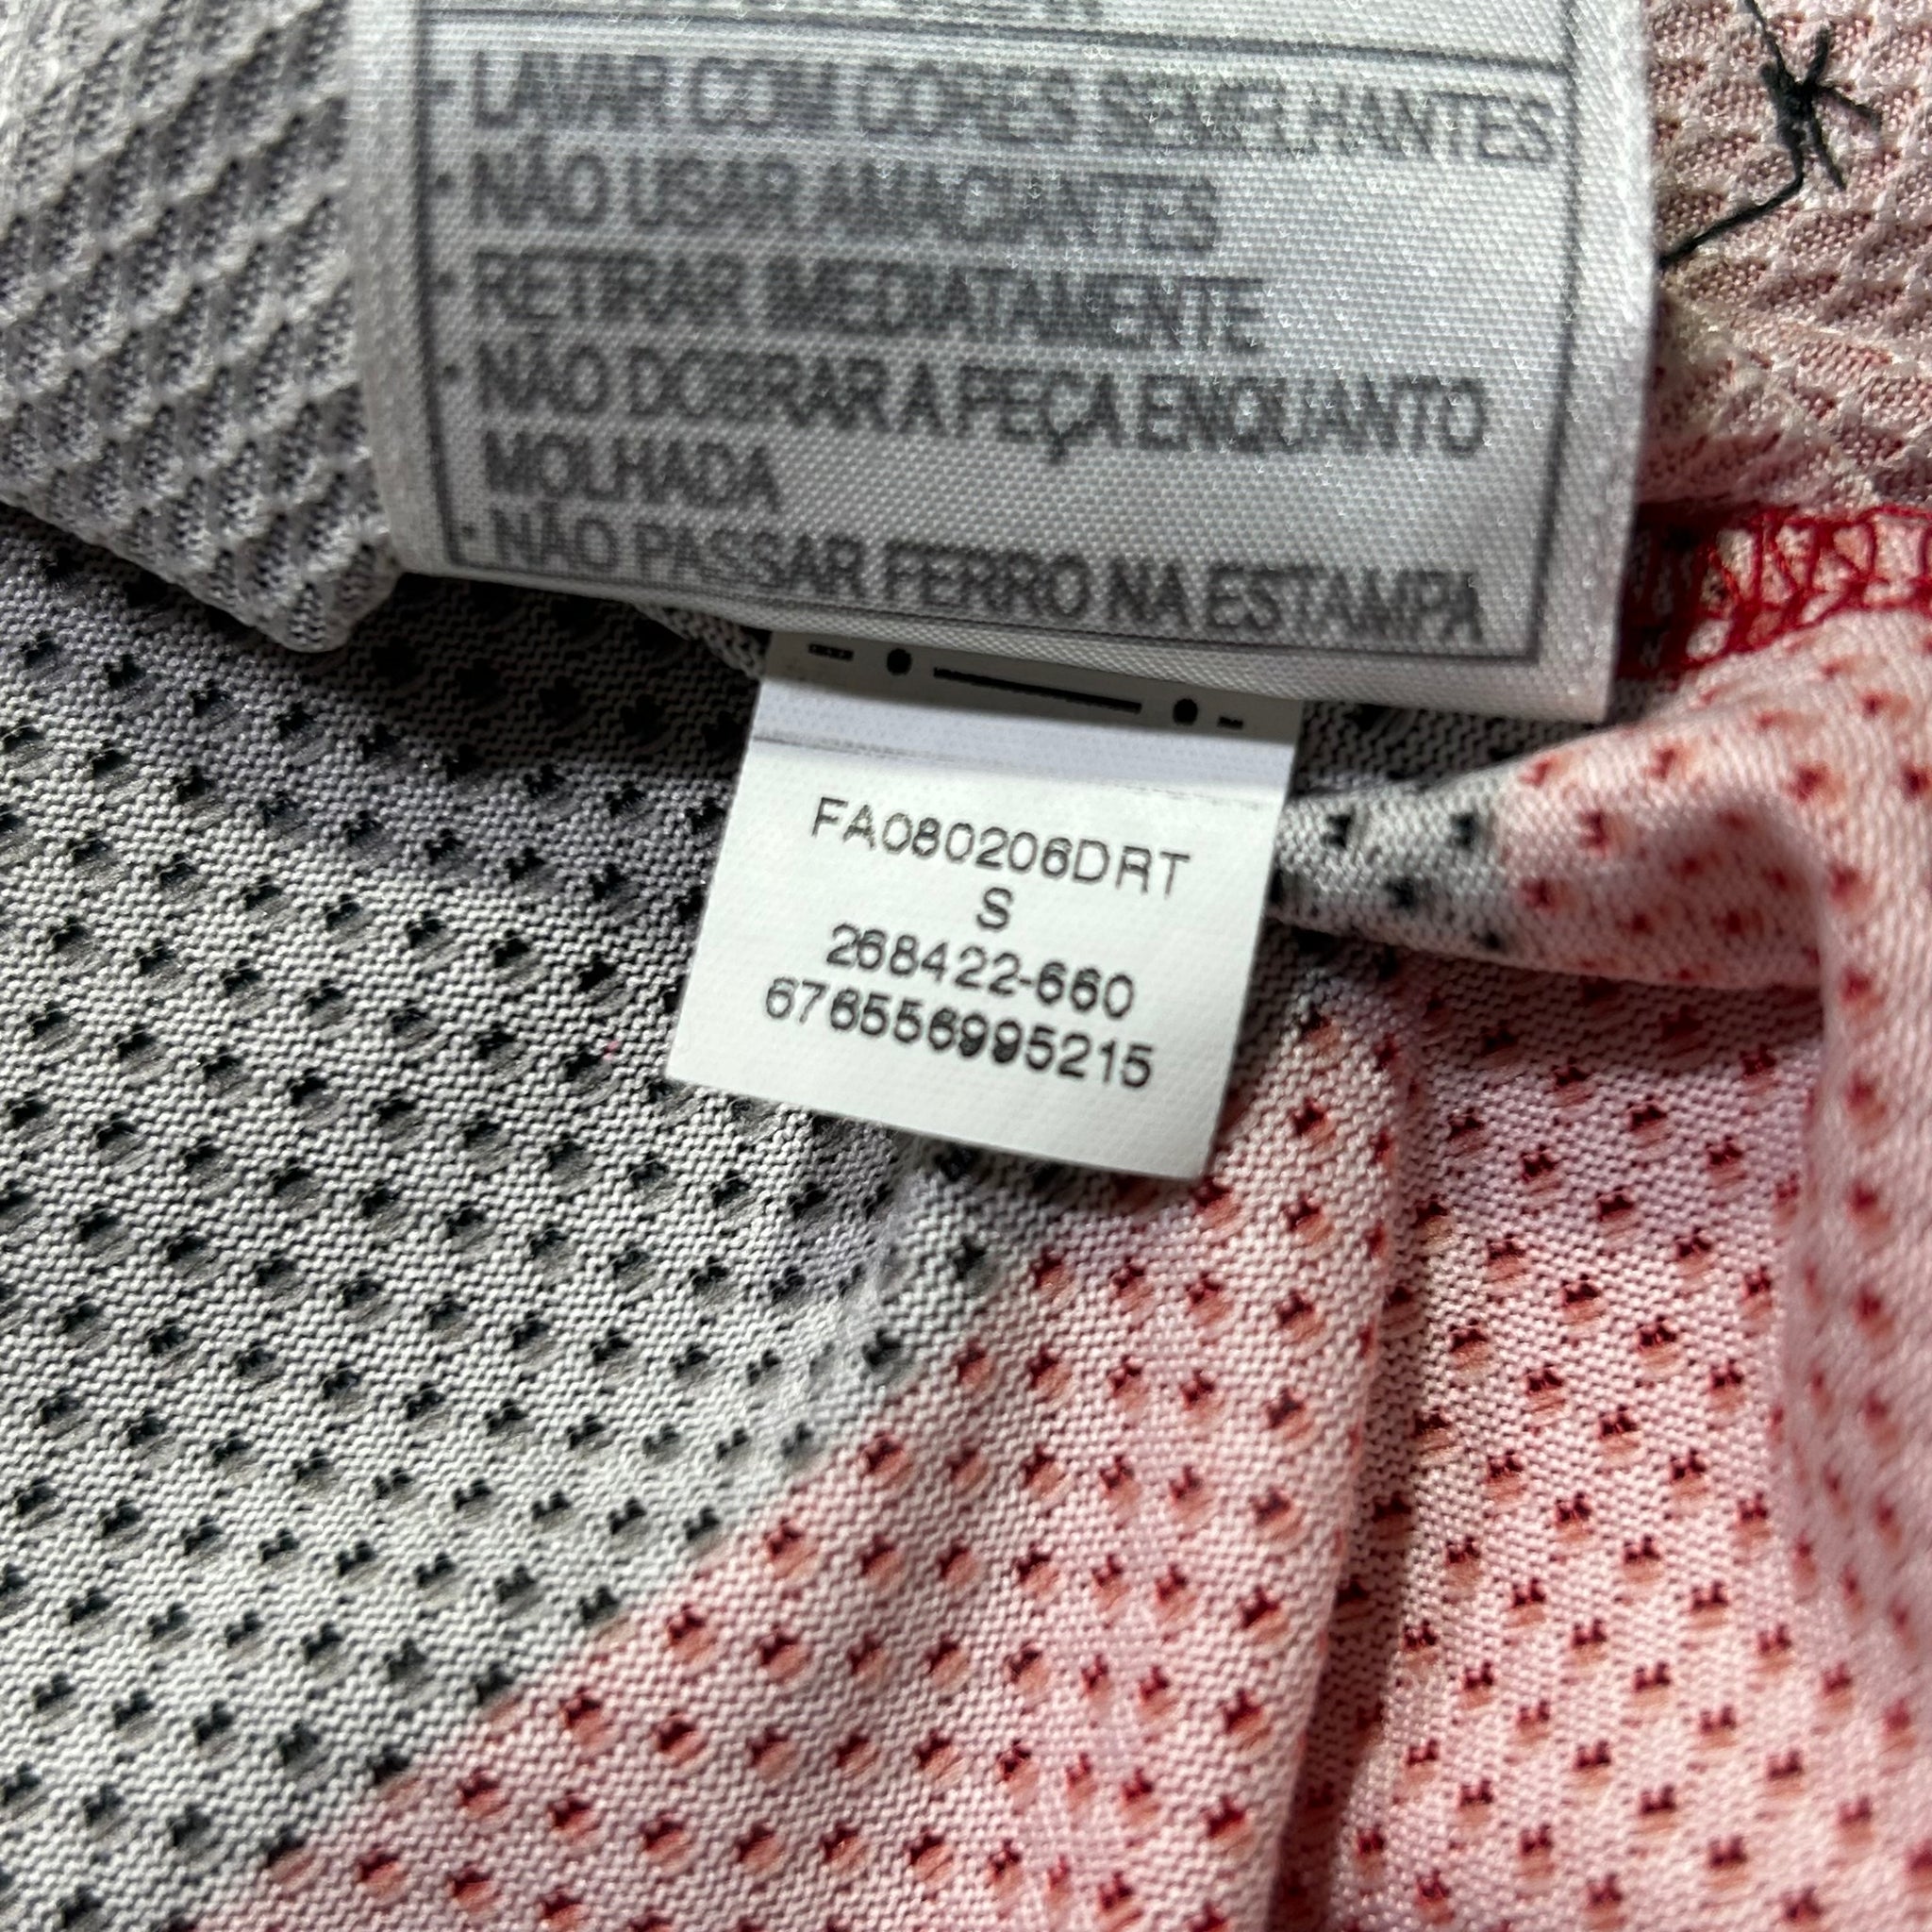 · LAVAR COM CORES SEMELHANTES
· NÃO USAR AMACIANTES
· RETIRAR IMEDIATAMENTE
· NÃO DOBRAR A PEÇA ENQUANTO
MOLHADA
· NÃO PASSAR FERRO NA ESTAMPA
FA080206DRT
S
268422-660
676556995215